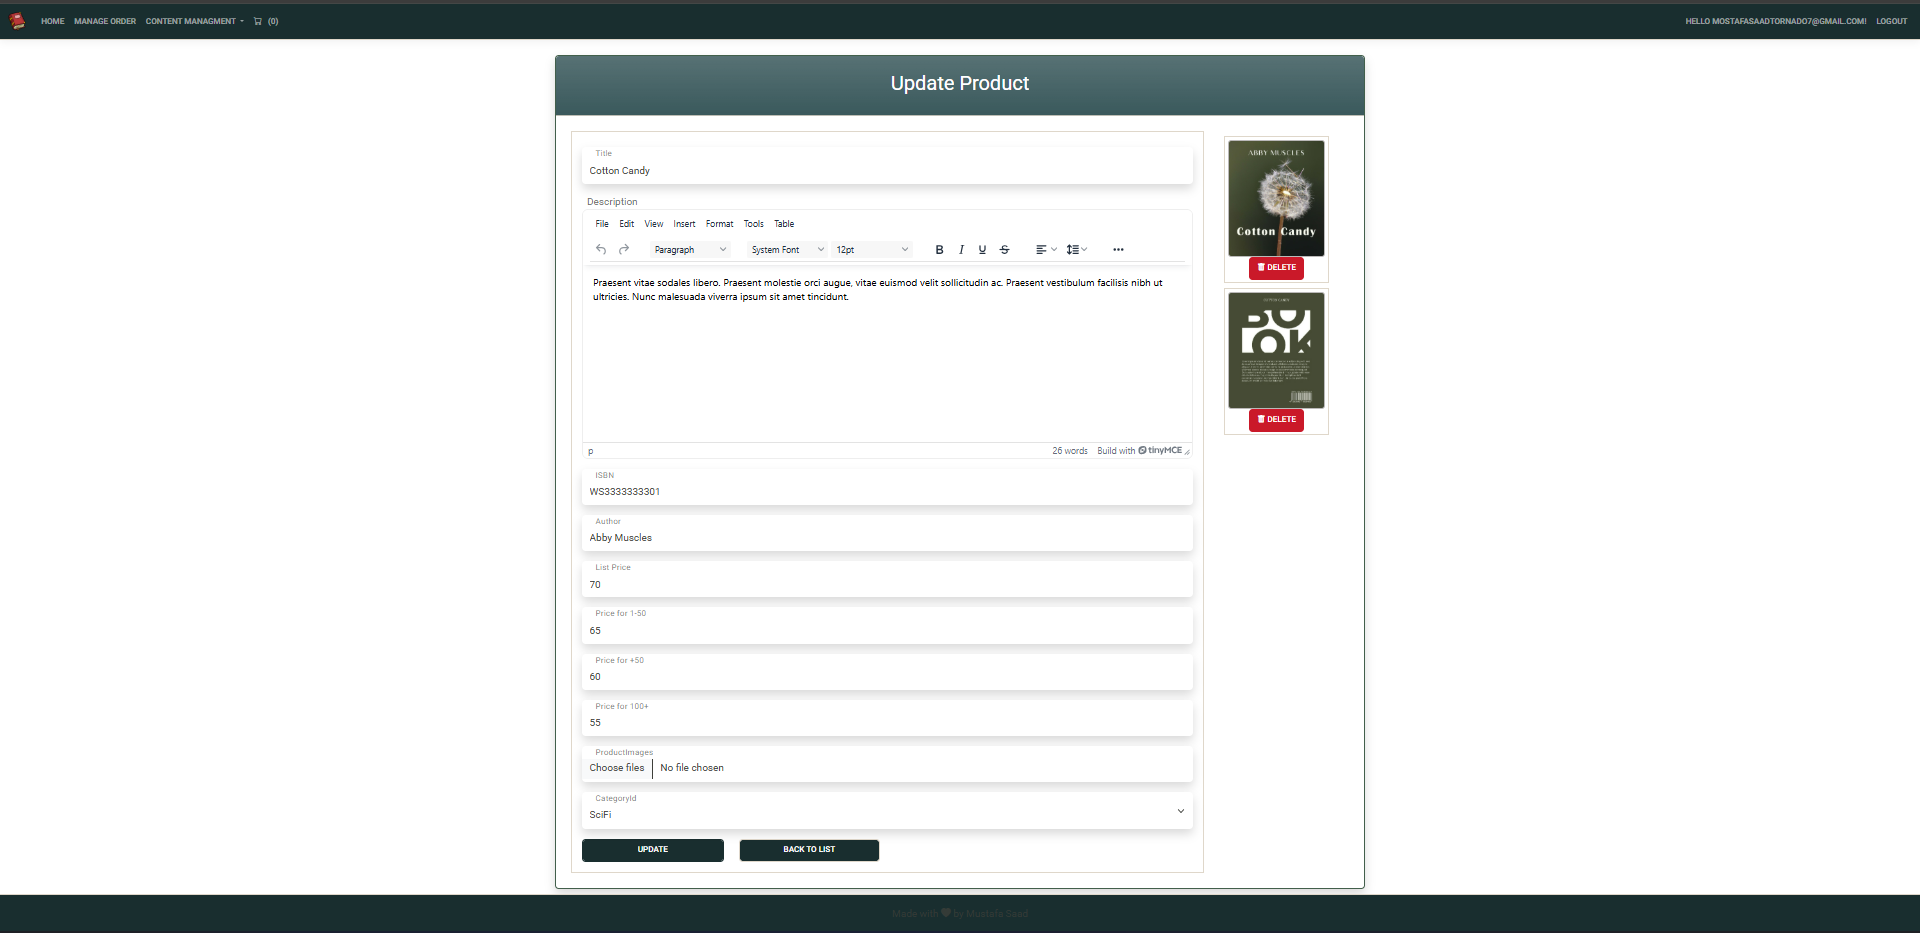 HOME MANAGE ORDER CONTENT MANAGMENT (0) HELLO MOSTAFASAADTORNADO7@GMAIL.COM! LOGOUT
Update Product
Title
Cotton Candy
Description
File Edit View Insert Format Tools Table
Paragraph System Font 12pt B I U S
Praesent vitae sodales libero. Praesent molestie orci augue, vitae euismod velit sollicitudin ac. Praesent vestibulum facilisis nibh ut
ultricies. Nunc malesuada viverra ipsum sit amet tincidunt.
p 26 words Build with tinyMCE
ISBN
WS3333333301
Author
Abby Muscles
List Price
70
Price for 1-50
65
Price for +50
60
Price for 100+
55
ProductImages
Choose files No file chosen
CategoryId
SciFi
UPDATE BACK TO LIST
ABBY MUSCLES
Cotton Candy
DELETE
COTTON CANDY
BOOK
DELETE
Made with by Mustafa Saad